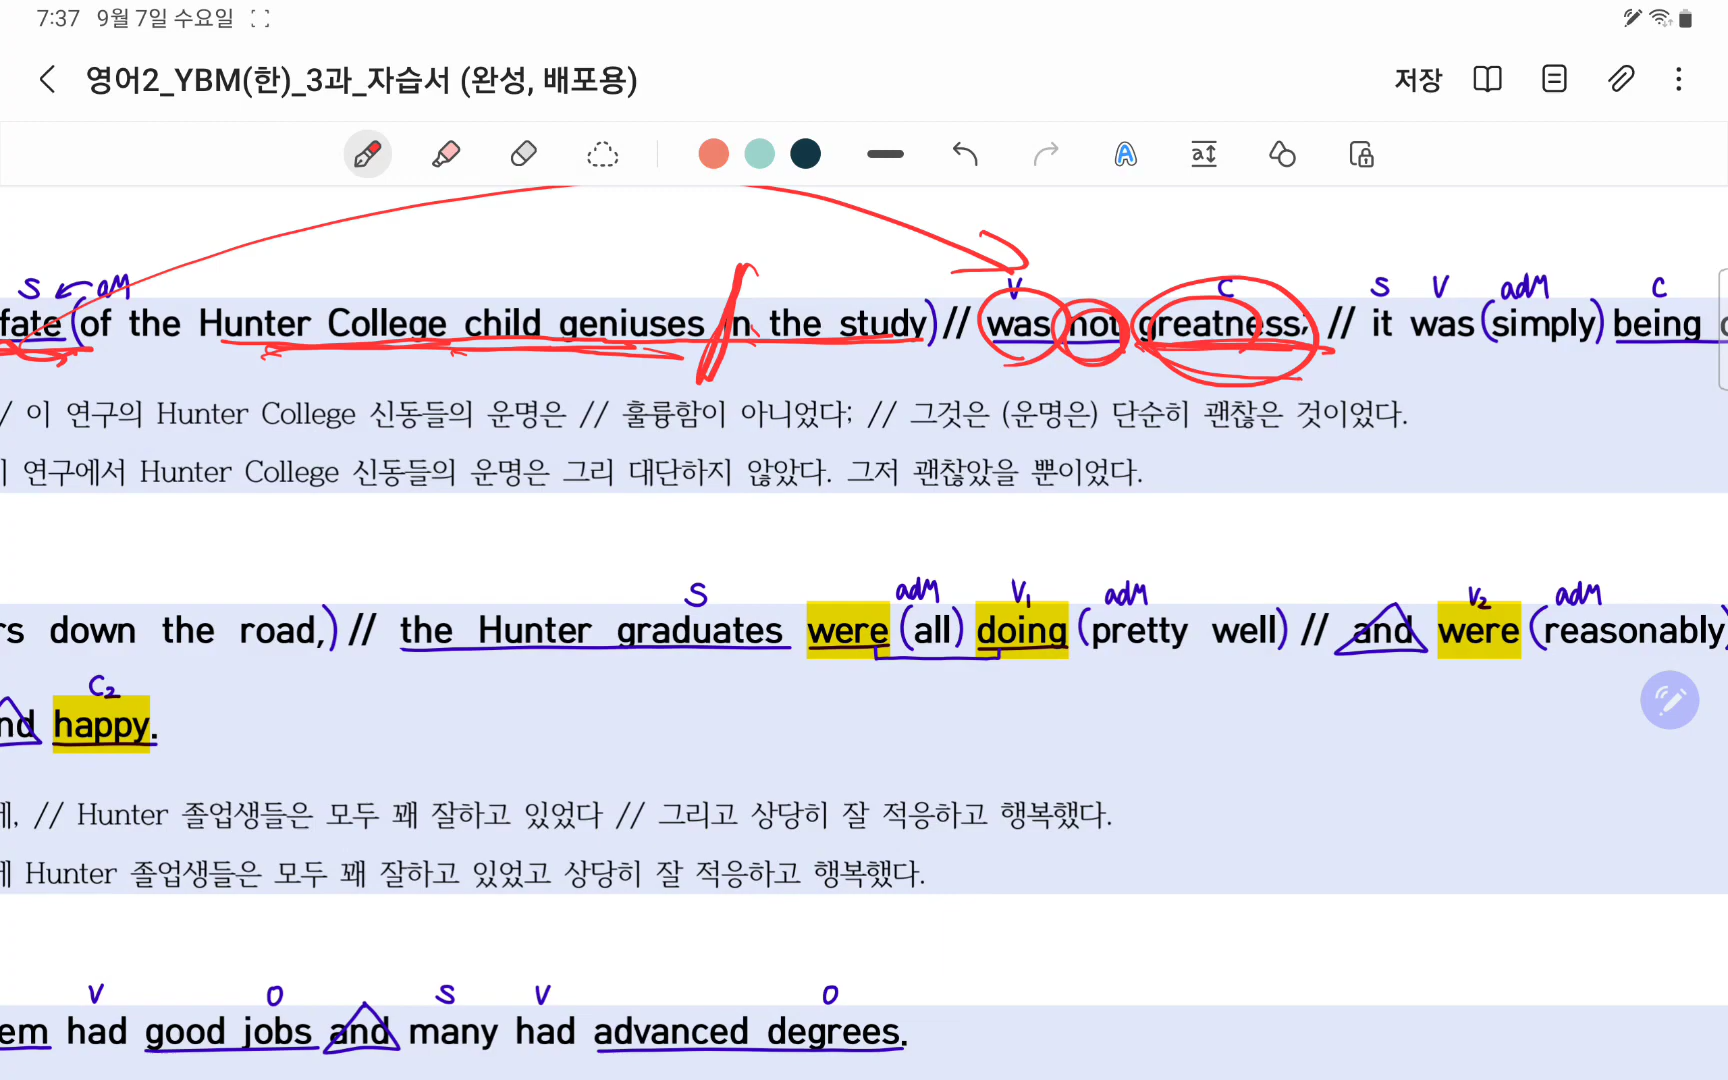 7:37 9월 7일 수요일
영어2_YBM(한)_3과_자습서 (완성, 배포용)
저장
S adM V C S V adM C
fate (of the Hunter College child geniuses in the study) // was not greatness; // it was (simply) being
// 이 연구의 Hunter College 신동들의 운명은 // 훌륭함이 아니었다; // 그것은 (운명은) 단순히 괜찮은 것이었다.
연구에서 Hunter College 신동들의 운명은 그리 대단하지 않았다. 그저 괜찮았을 뿐이었다.
S adM V₁ adM V₂ adM
rs down the road,) // the Hunter graduates were (all) doing (pretty well) // and were (reasonably)
C₂
nd happy.
에, // Hunter 졸업생들은 모두 꽤 잘하고 있었다 // 그리고 상당히 잘 적응하고 행복했다.
에 Hunter 졸업생들은 모두 꽤 잘하고 있었고 상당히 잘 적응하고 행복했다.
V O S V O
em had good jobs and many had advanced degrees.